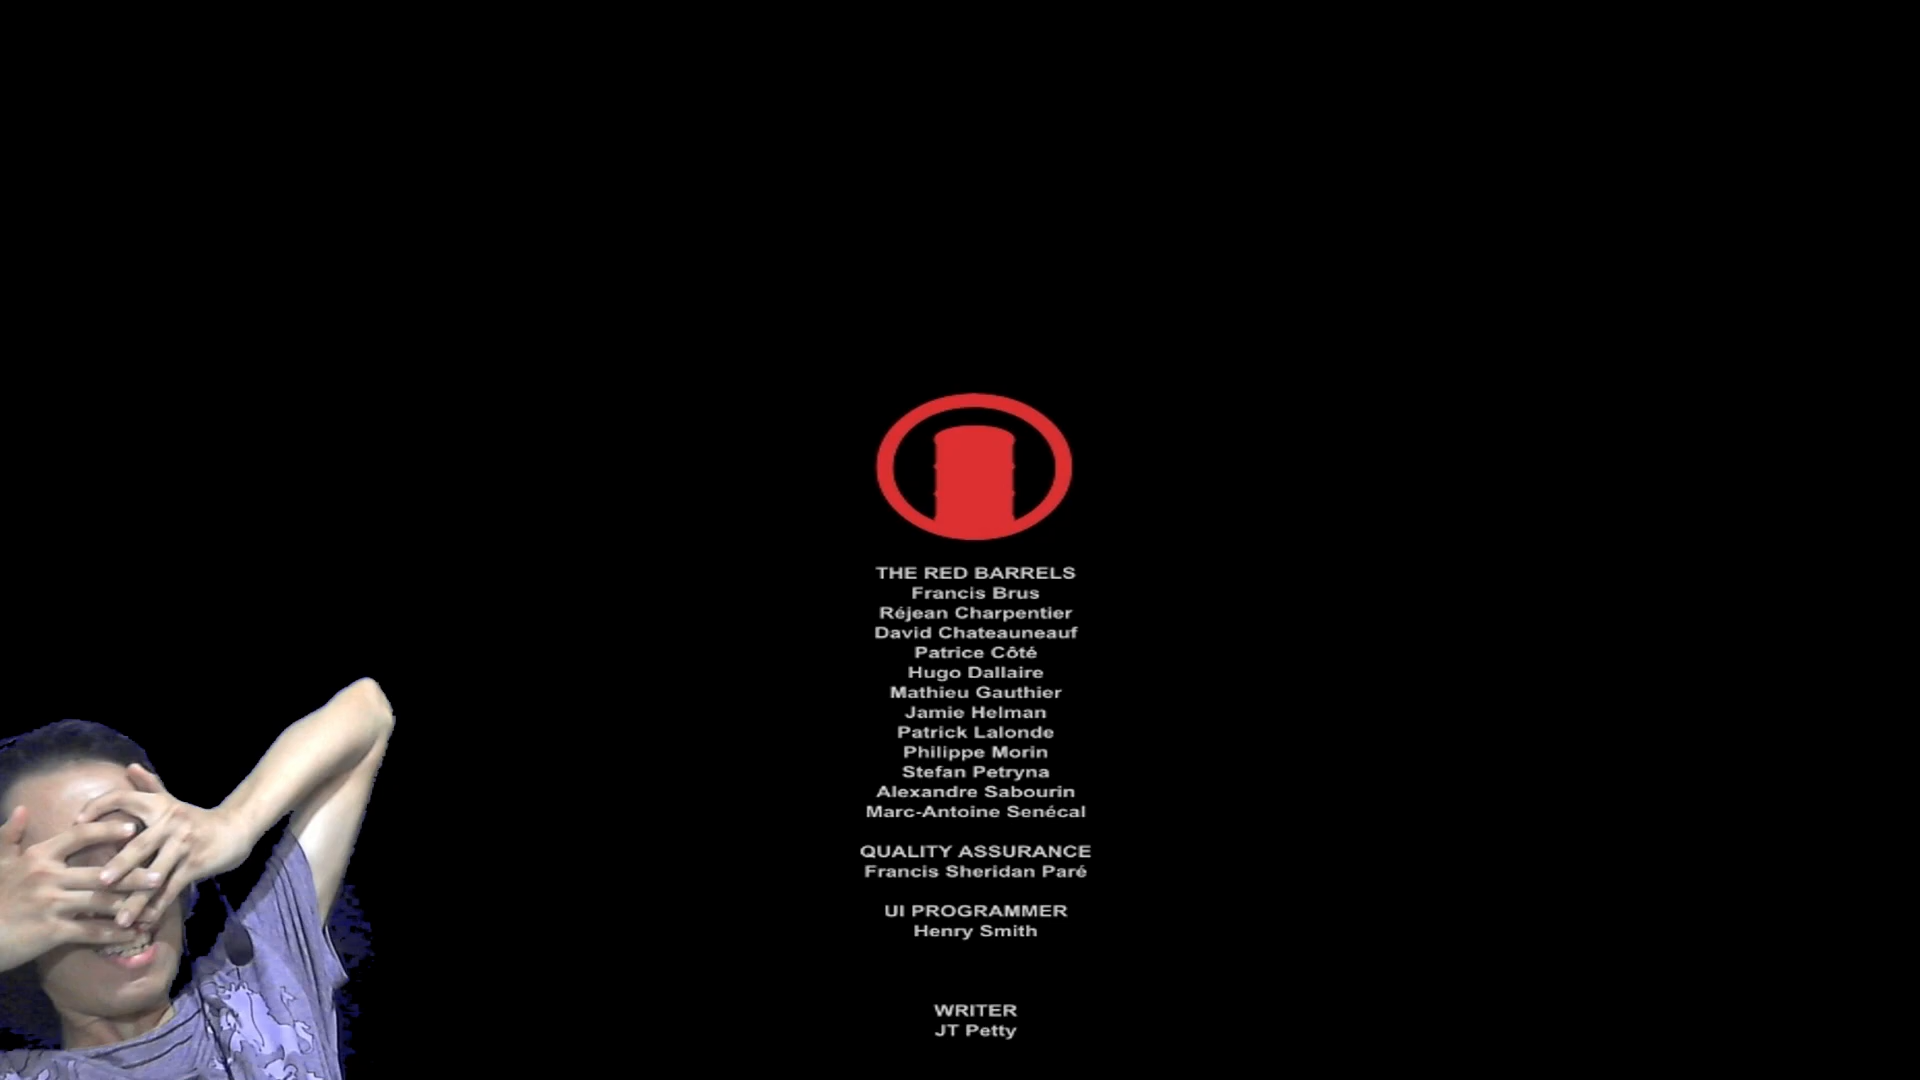 THE RED BARRELS
Francis Brus
Réjean Charpentier
David Chateauneuf
Patrice Côté
Hugo Dallaire
Mathieu Gauthier
Jamie Helman
Patrick Lalonde
Philippe Morin
Stefan Petryna
Alexandre Sabourin
Marc-Antoine Senécal
QUALITY ASSURANCE
Francis Sheridan Paré
UI PROGRAMMER
Henry Smith
WRITER
JT Petty